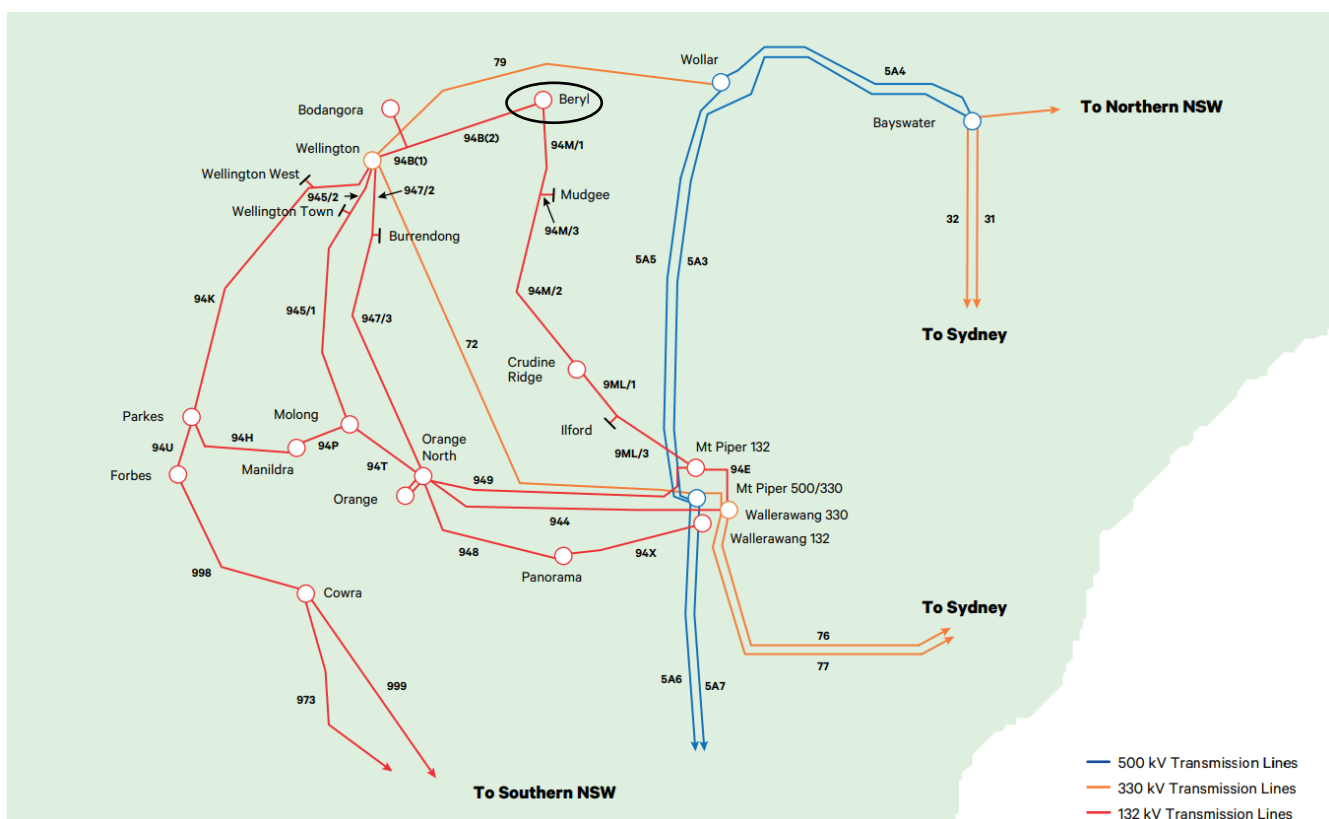 79
Wollar
5A4
Bodangora
Beryl
To Northern NSW
Bayswater
94B(2)
94M/1
Wellington
94B(1)
Wellington West
945/2
947/2
Mudgee
Wellington Town
94M/3
Burrendong
32
31
5A5
5A3
94M/2
94K
945/1
947/3
To Sydney
72
Crudine
Ridge
9ML/1
Parkes
Molong
Ilford
94H
94P
Orange
North
Mt Piper 132
94U
9ML/3
94E
Forbes
Manildra
94T
949
Mt Piper 500/330
Orange
944
Wallerawang 330
Wallerawang 132
948
94X
998
Panorama
Cowra
To Sydney
76
77
5A6
5A7
973
999
500 kV Transmission Lines
To Southern NSW
330 kV Transmission Lines
132 kV Transmission Lines